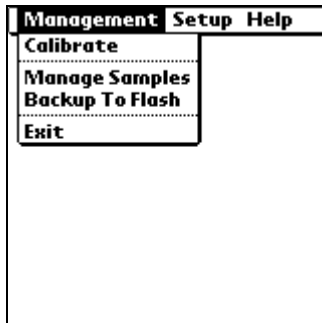 Management Setup Help
Calibrate
Manage Samples
Backup To Flash
Exit